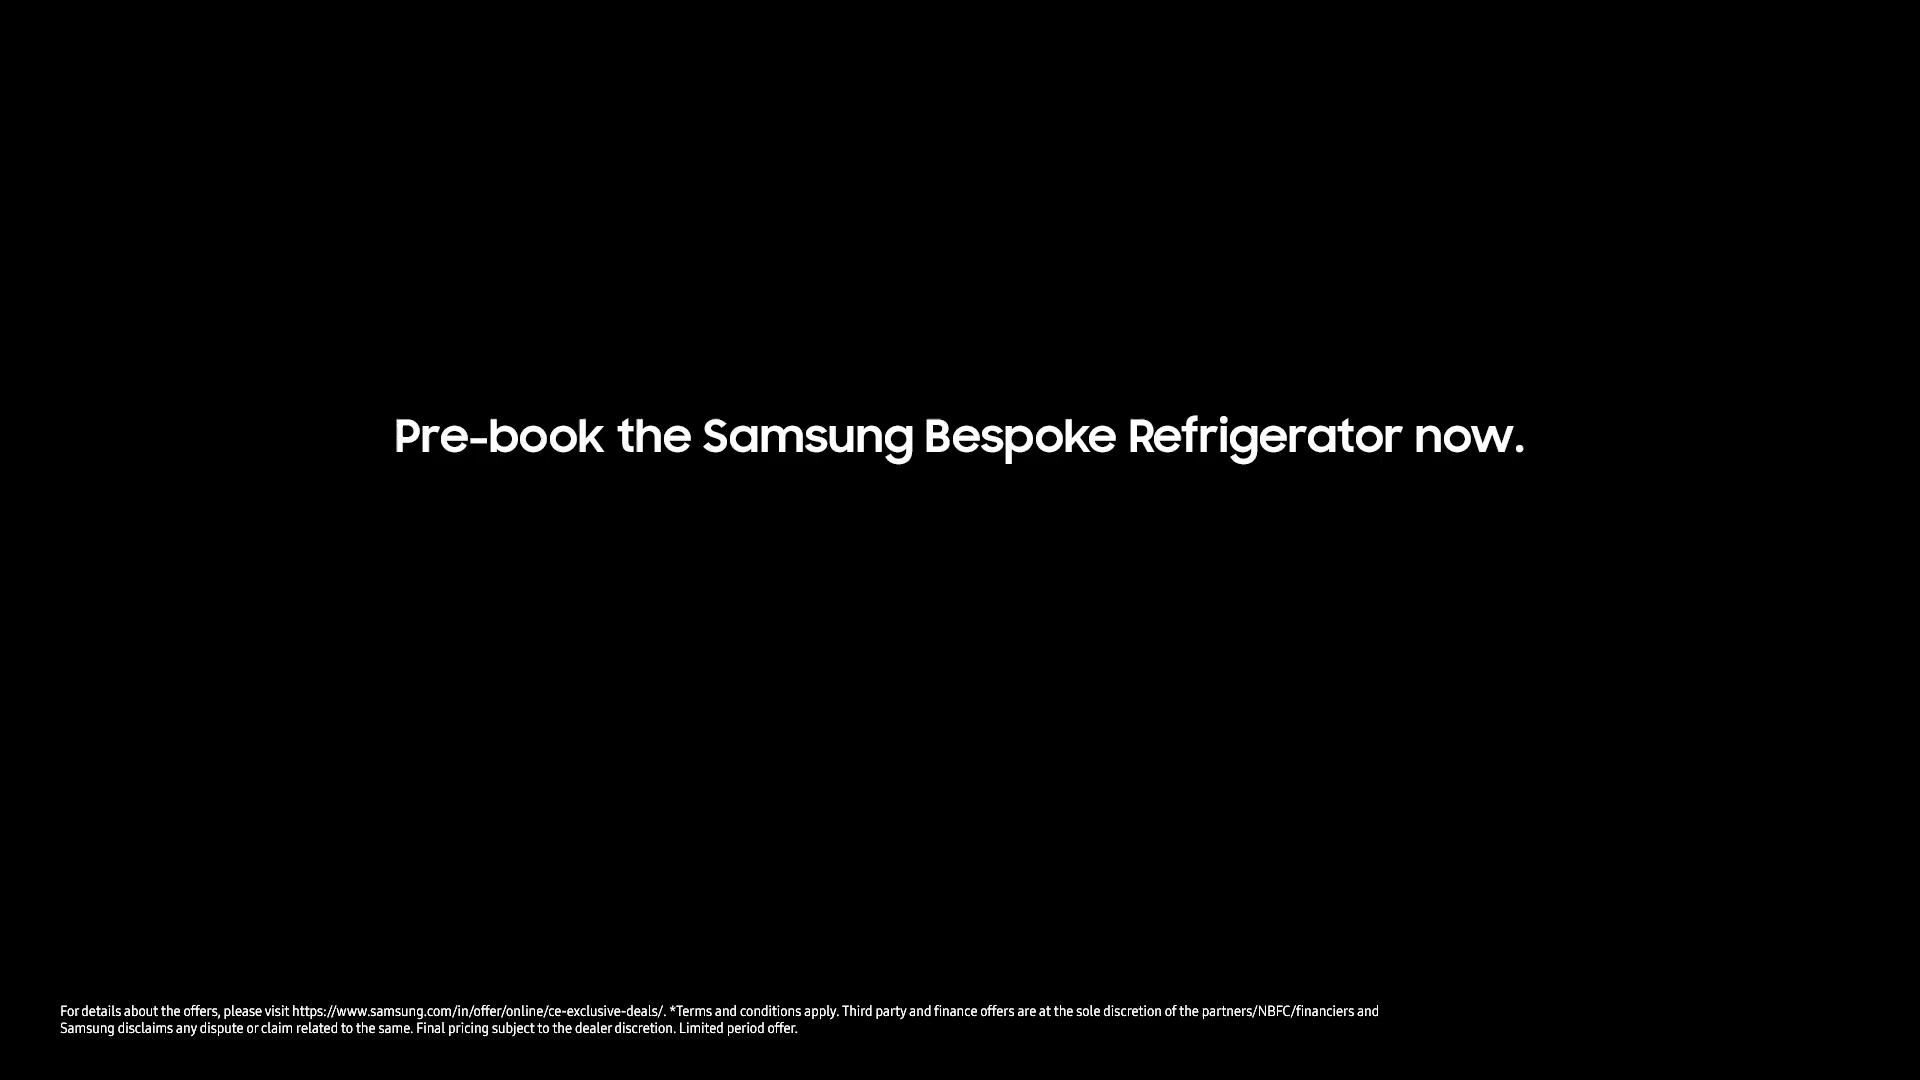 Pre-book the Samsung Bespoke Refrigerator now.
For details about the offers, please visit https://www.samsung.com/in/offer/online/ce-exclusive-deals/. *Terms and conditions apply. Third party and finance offers are at the sole discretion of the partners/NBFC/financiers and
Samsung disclaims any dispute or claim related to the same. Final pricing subject to the dealer discretion. Limited period offer.